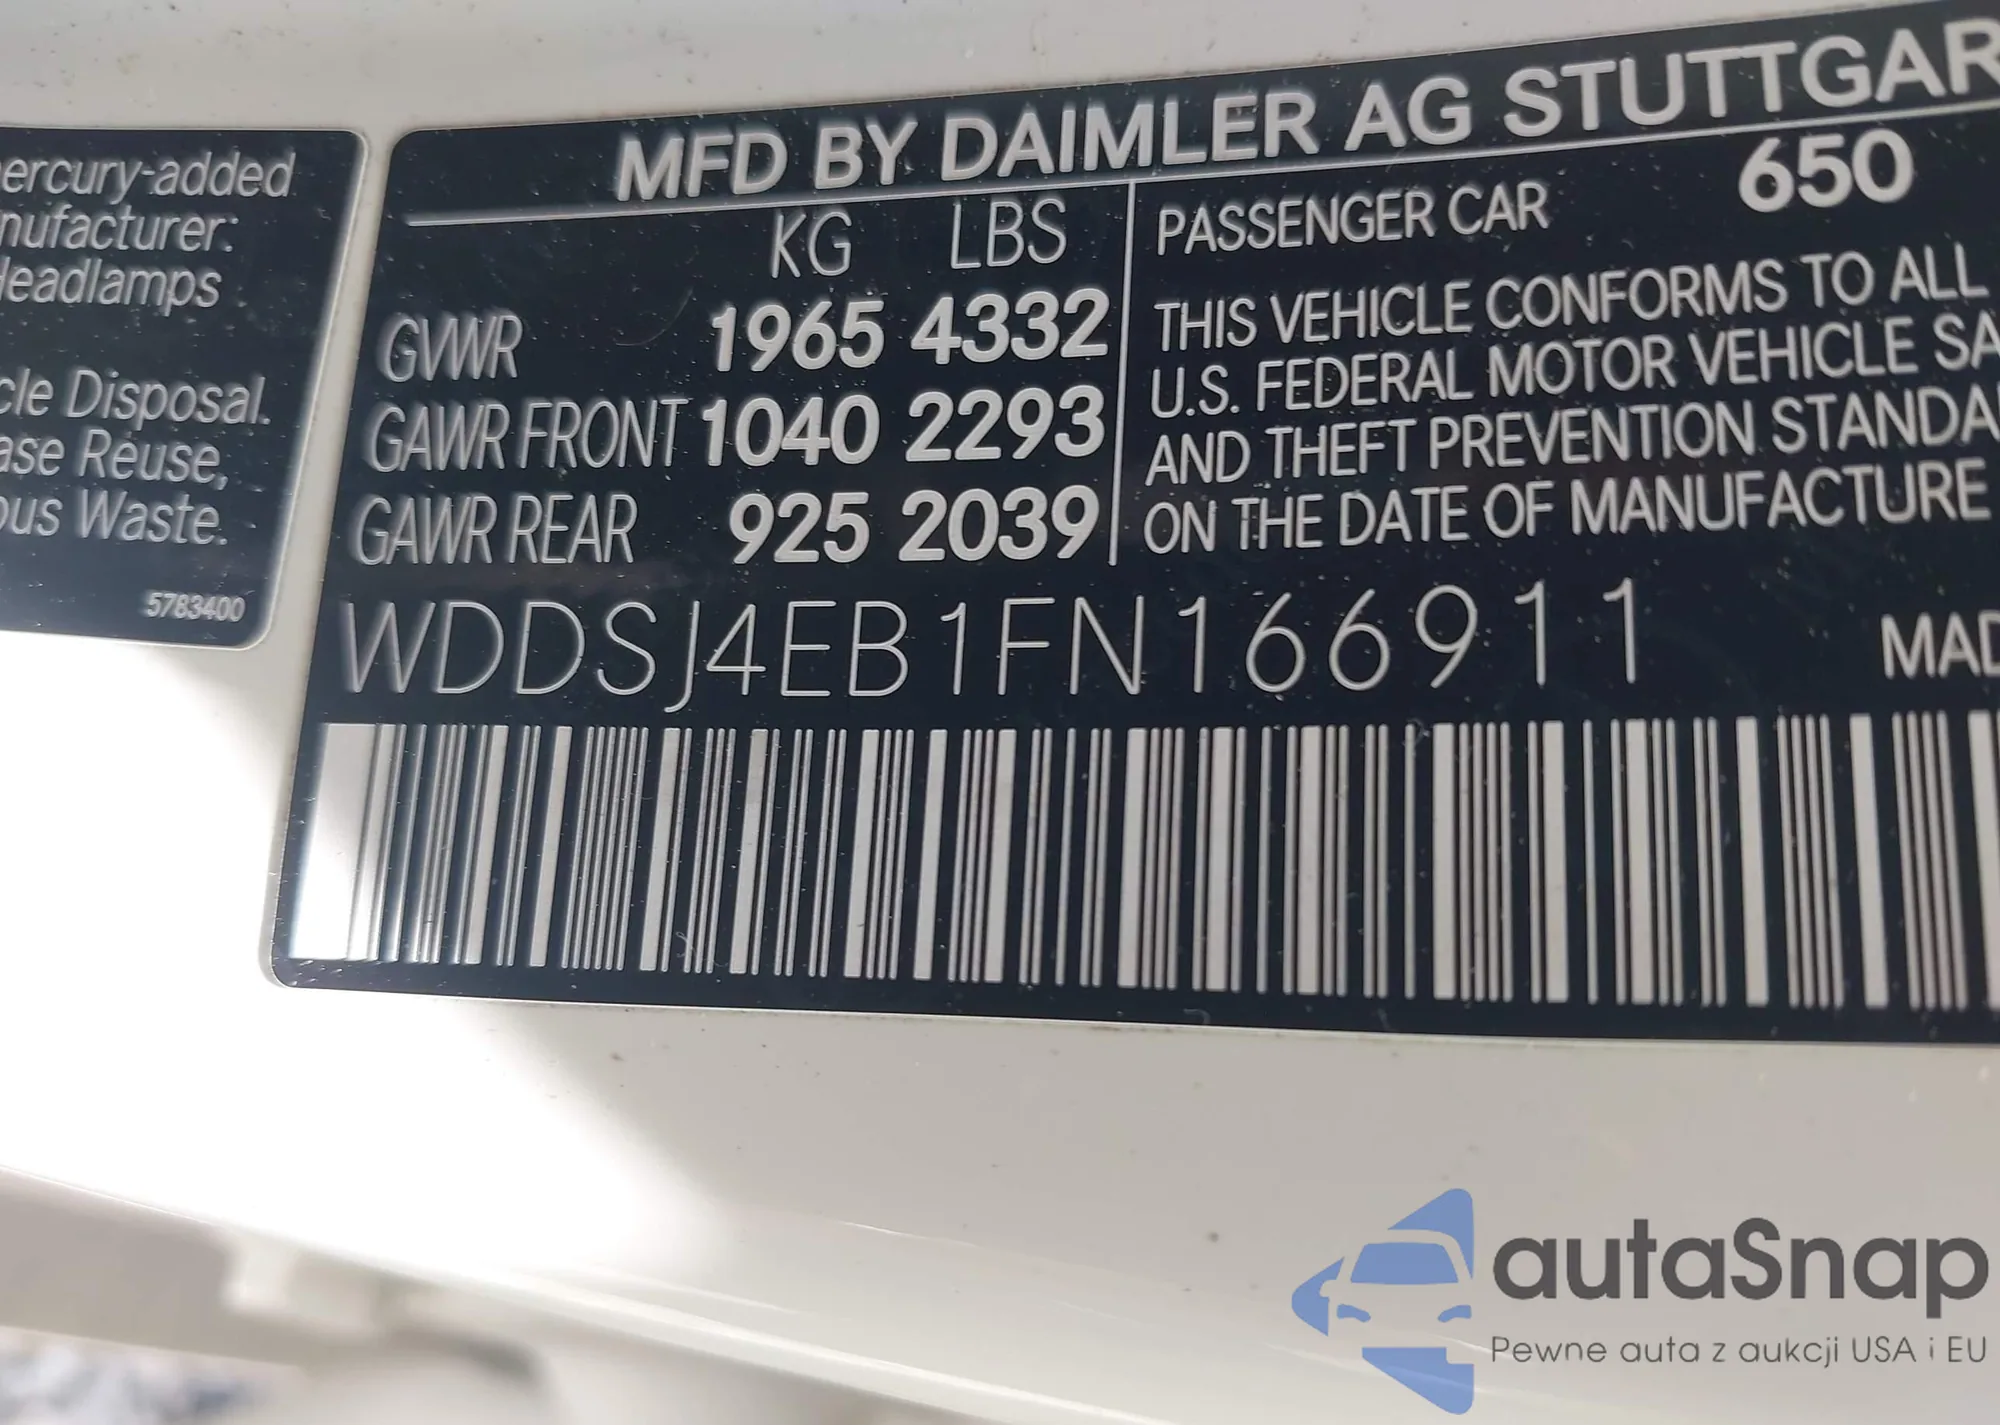 ercury-added
nufacturer:
eadlamps
cle Disposal.
ase Reuse,
ous Waste.
5783400
MFD BY DAIMLER AG STUTTGAR
KG LBS
GVWR 1965 4332
GAWR FRONT 1040 2293
GAWR REAR 925 2039
PASSENGER CAR 650
THIS VEHICLE CONFORMS TO ALL
U.S. FEDERAL MOTOR VEHICLE SA
AND THEFT PREVENTION STANDA
ON THE DATE OF MANUFACTURE
WDDSJ4EB1FN166911
MAD
autaSnap
Pewne auta z aukcji USA i EU